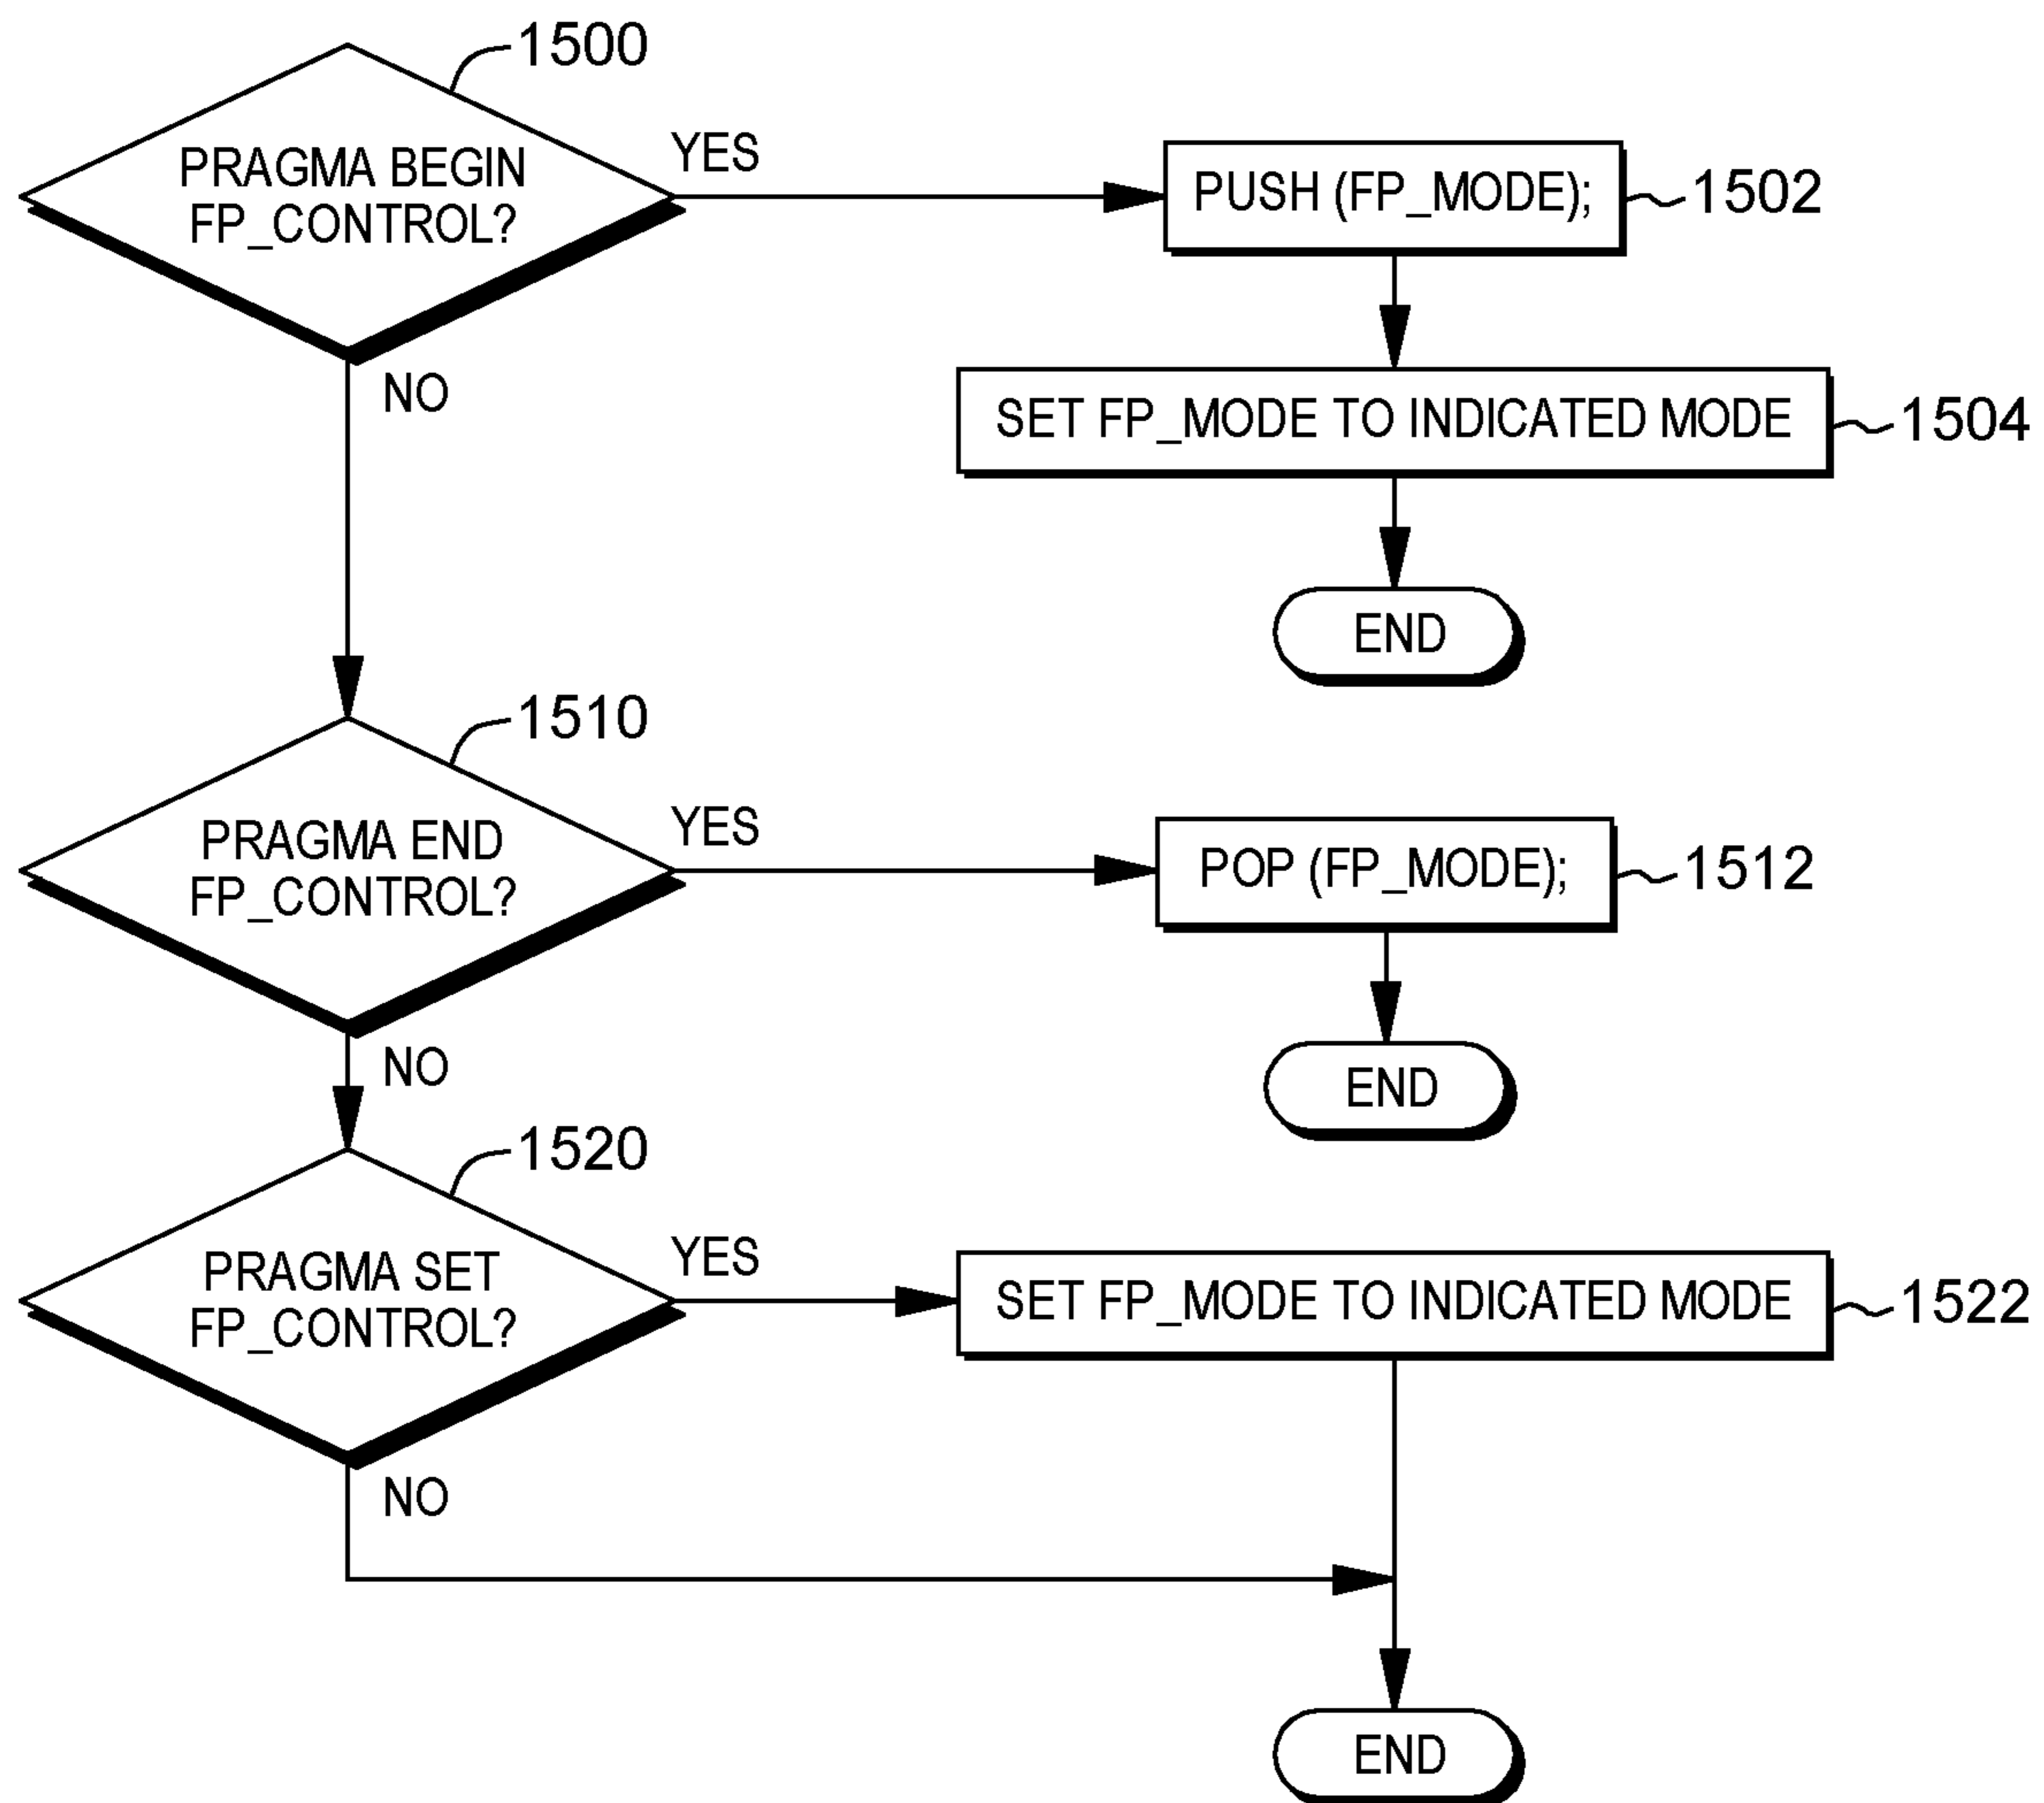 1500
PRAGMA BEGIN
FP_CONTROL?
YES
PUSH (FP_MODE);
1502
NO
SET FP_MODE TO INDICATED MODE
1504
END
1510
PRAGMA END
FP_CONTROL?
YES
POP (FP_MODE);
1512
NO
END
1520
PRAGMA SET
FP_CONTROL?
YES
SET FP_MODE TO INDICATED MODE
1522
NO
END